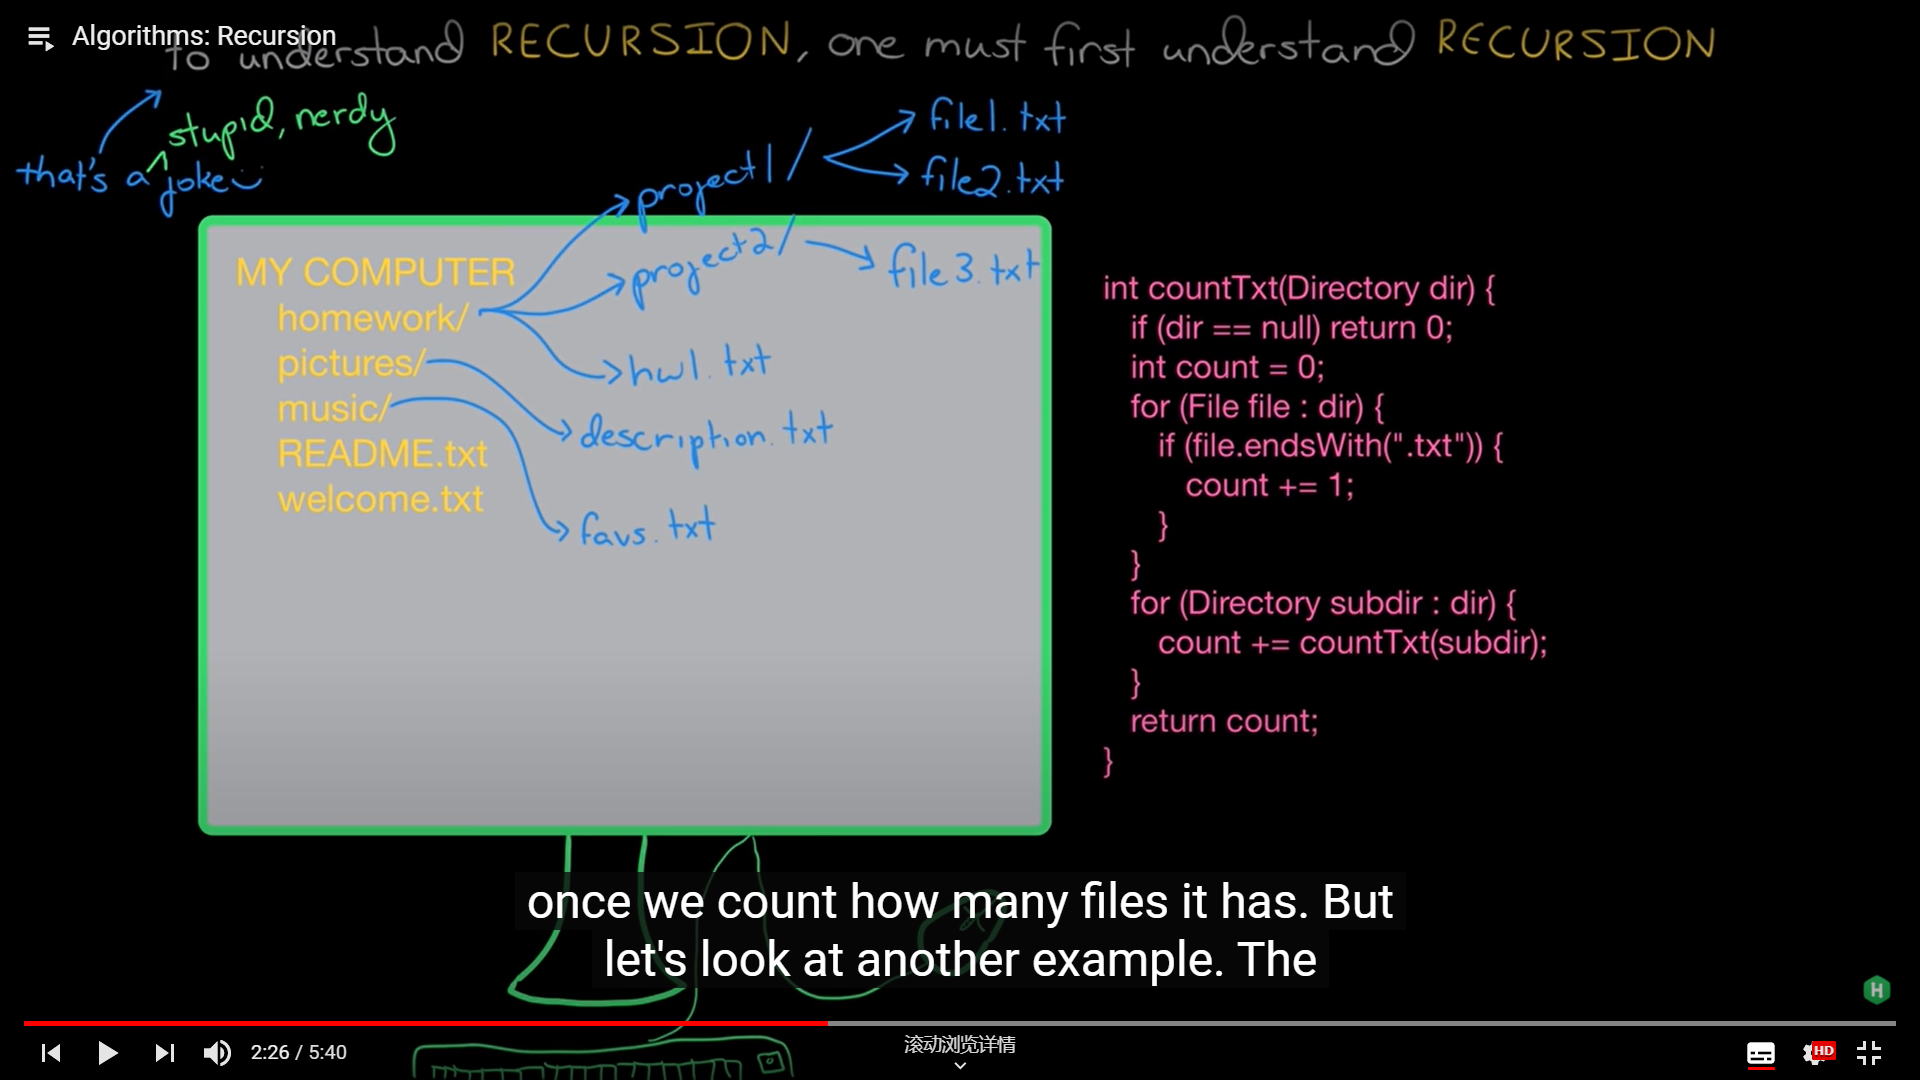 Algorithms: Recursion
To understand RECURSION, one must first understand RECURSION
that's a joke
stupid, nerdy
project1/
file1.txt
file2.txt
project2/
file3.txt
MY COMPUTER
homework/
pictures/
music/
README.txt
welcome.txt
hw1.txt
description.txt
favs.txt
int countTxt(Directory dir) {
if (dir == null) return 0;
int count = 0;
for (File file : dir) {
if (file.endsWith(".txt")) {
count += 1;
}
}
for (Directory subdir : dir) {
count += countTxt(subdir);
}
return count;
}
once we count how many files it has. But
let's look at another example. The
H
2:26 / 5:40
滚动浏览详情
HD